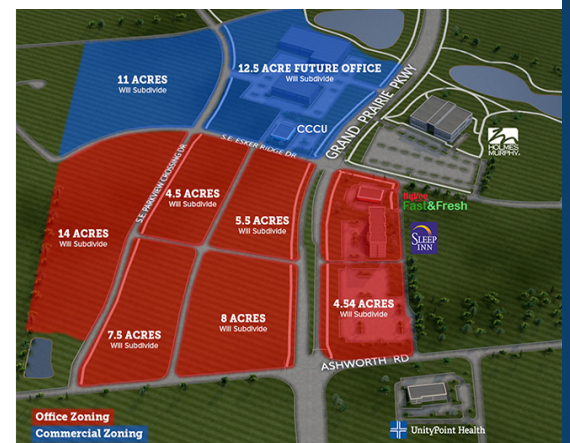 11 ACRES
Will Subdivide
12.5 ACRE FUTURE OFFICE
Will Subdivide
CCCU
GRAND PRAIRIE PKWY
S.E. ESKER RIDGE DR
HOLMES
MURPHY
S.E. PARKVIEW CROSSING DR
4.5 ACRES
Will Subdivide
5.5 ACRES
Will Subdivide
14 ACRES
Will Subdivide
HyVee
Fast&Fresh
SLEEP
INN
7.5 ACRES
Will Subdivide
8 ACRES
Will Subdivide
4.54 ACRES
Will Subdivide
ASHWORTH RD
Office Zoning
Commercial Zoning
UnityPoint Health